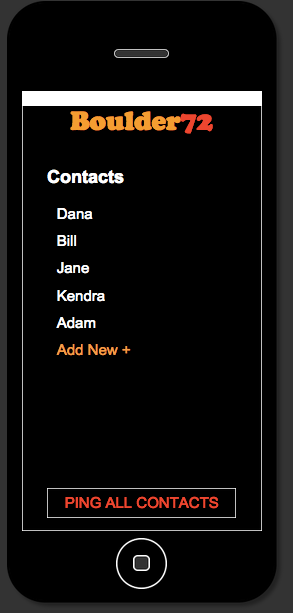 Boulder72
Contacts
Dana
Bill
Jane
Kendra
Adam
Add New +
PING ALL CONTACTS